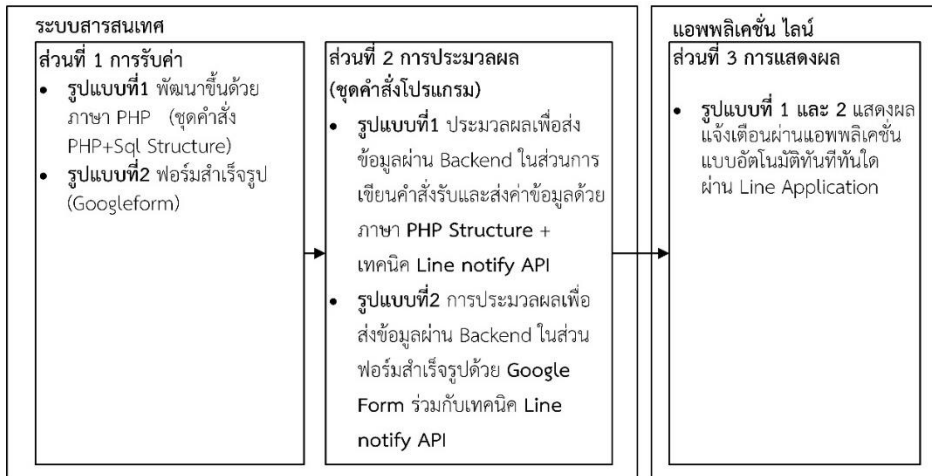 ระบบสารสนเทศ
ส่วนที่ 1 การรับค่า
• รูปแบบที่1 พัฒนาขึ้นด้วย
ภาษา PHP (ชุดคำสั่ง
PHP+Sql Structure)
• รูปแบบที่2 ฟอร์มสำเร็จรูป
(Googleform)
ส่วนที่ 2 การประมวลผล
(ชุดคำสั่งโปรแกรม)
• รูปแบบที่1 ประมวลผลเพื่อส่ง
ข้อมูลผ่าน Backend ในส่วนการ
เขียนคำสั่งรับและส่งค่าข้อมูลด้วย
ภาษา PHP Structure +
เทคนิค Line notify API
• รูปแบบที่2 การประมวลผลเพื่อ
ส่งข้อมูลผ่าน Backend ในส่วน
ฟอร์มสำเร็จรูปด้วย Google
Form ร่วมกับเทคนิค Line
notify API
แอพพลิเคชั่น ไลน์
ส่วนที่ 3 การแสดงผล
• รูปแบบที่ 1 และ 2 แสดงผล
แจ้งเตือนผ่านแอพพลิเคชั่น
แบบอัตโนมัติทันทีทันใด
ผ่าน Line Application